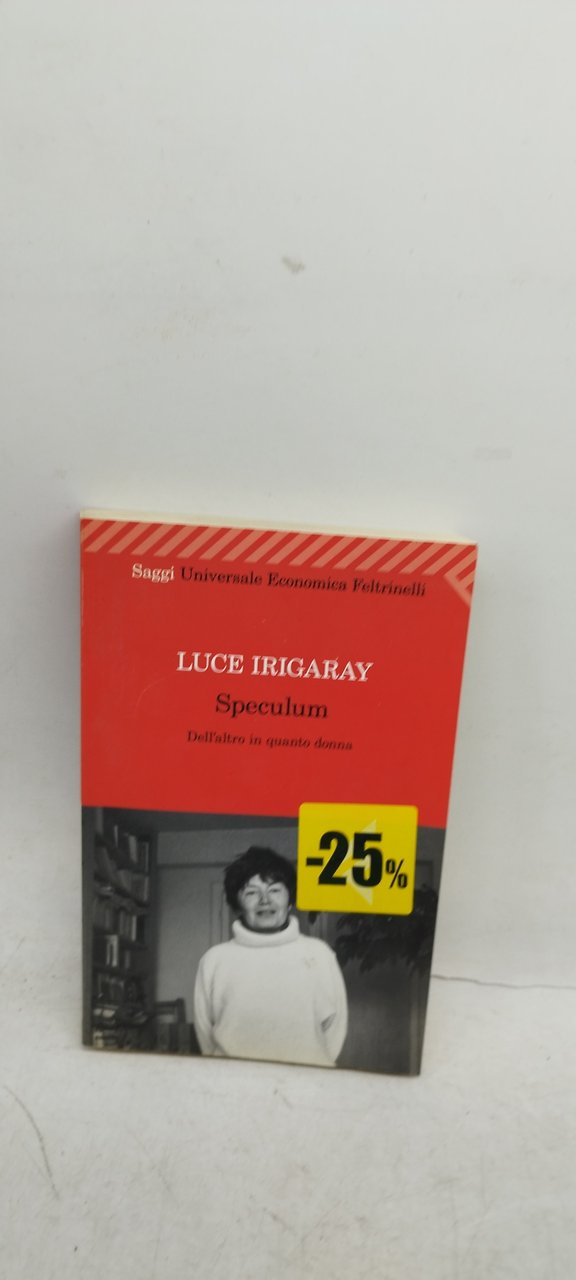 Saggi Universale Economica Feltrinelli
LUCE IRIGARAY
Speculum
Dell'altro in quanto donna
-25%